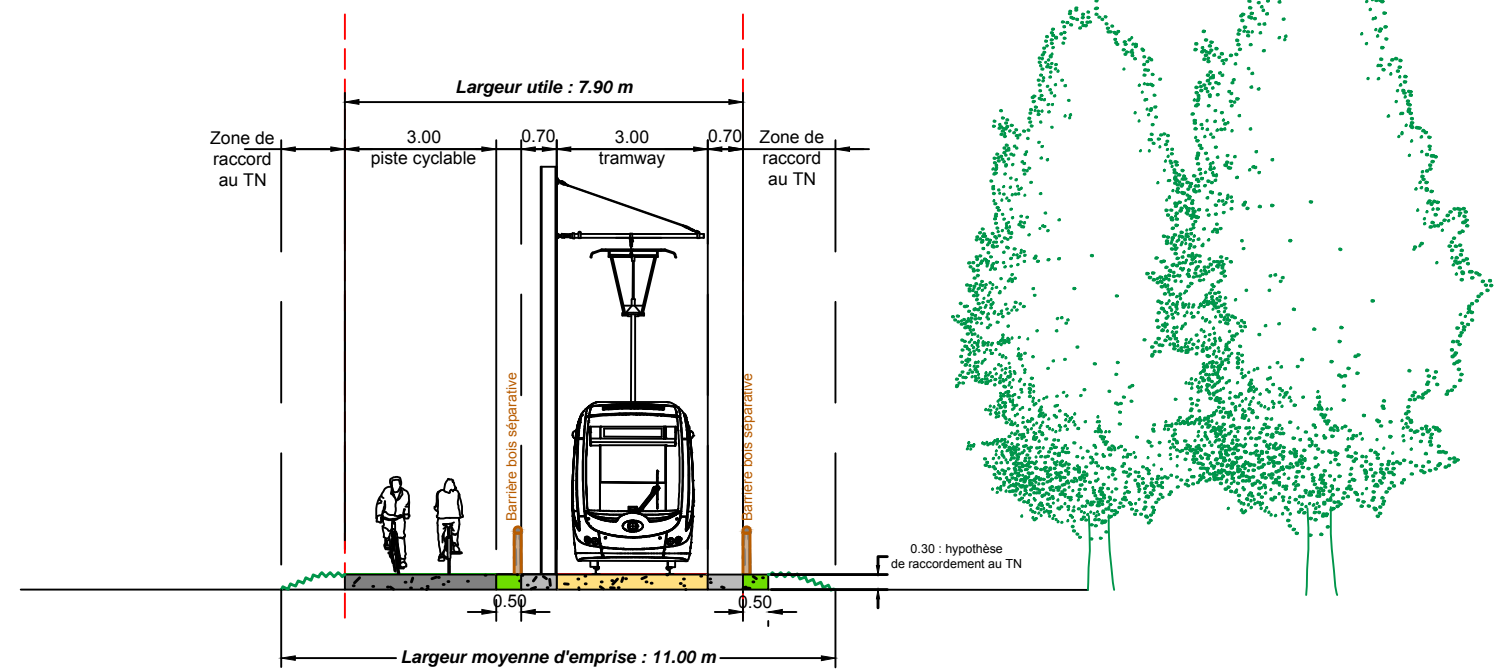 Largeur utile : 7.90 m
Zone de
raccord
au TN
3.00
piste cyclable
0.70
3.00
tramway
0.70
Zone de
raccord
au TN
Barrière bois séparative
Barrière bois séparative
0.30 : hypothèse
de raccordement au TN
0.50
0.50
Largeur moyenne d'emprise : 11.00 m